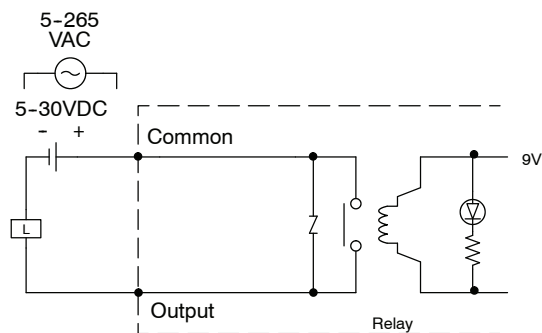 5-265
VAC
5-30VDC
- +
Common
9V
L
Output
Relay